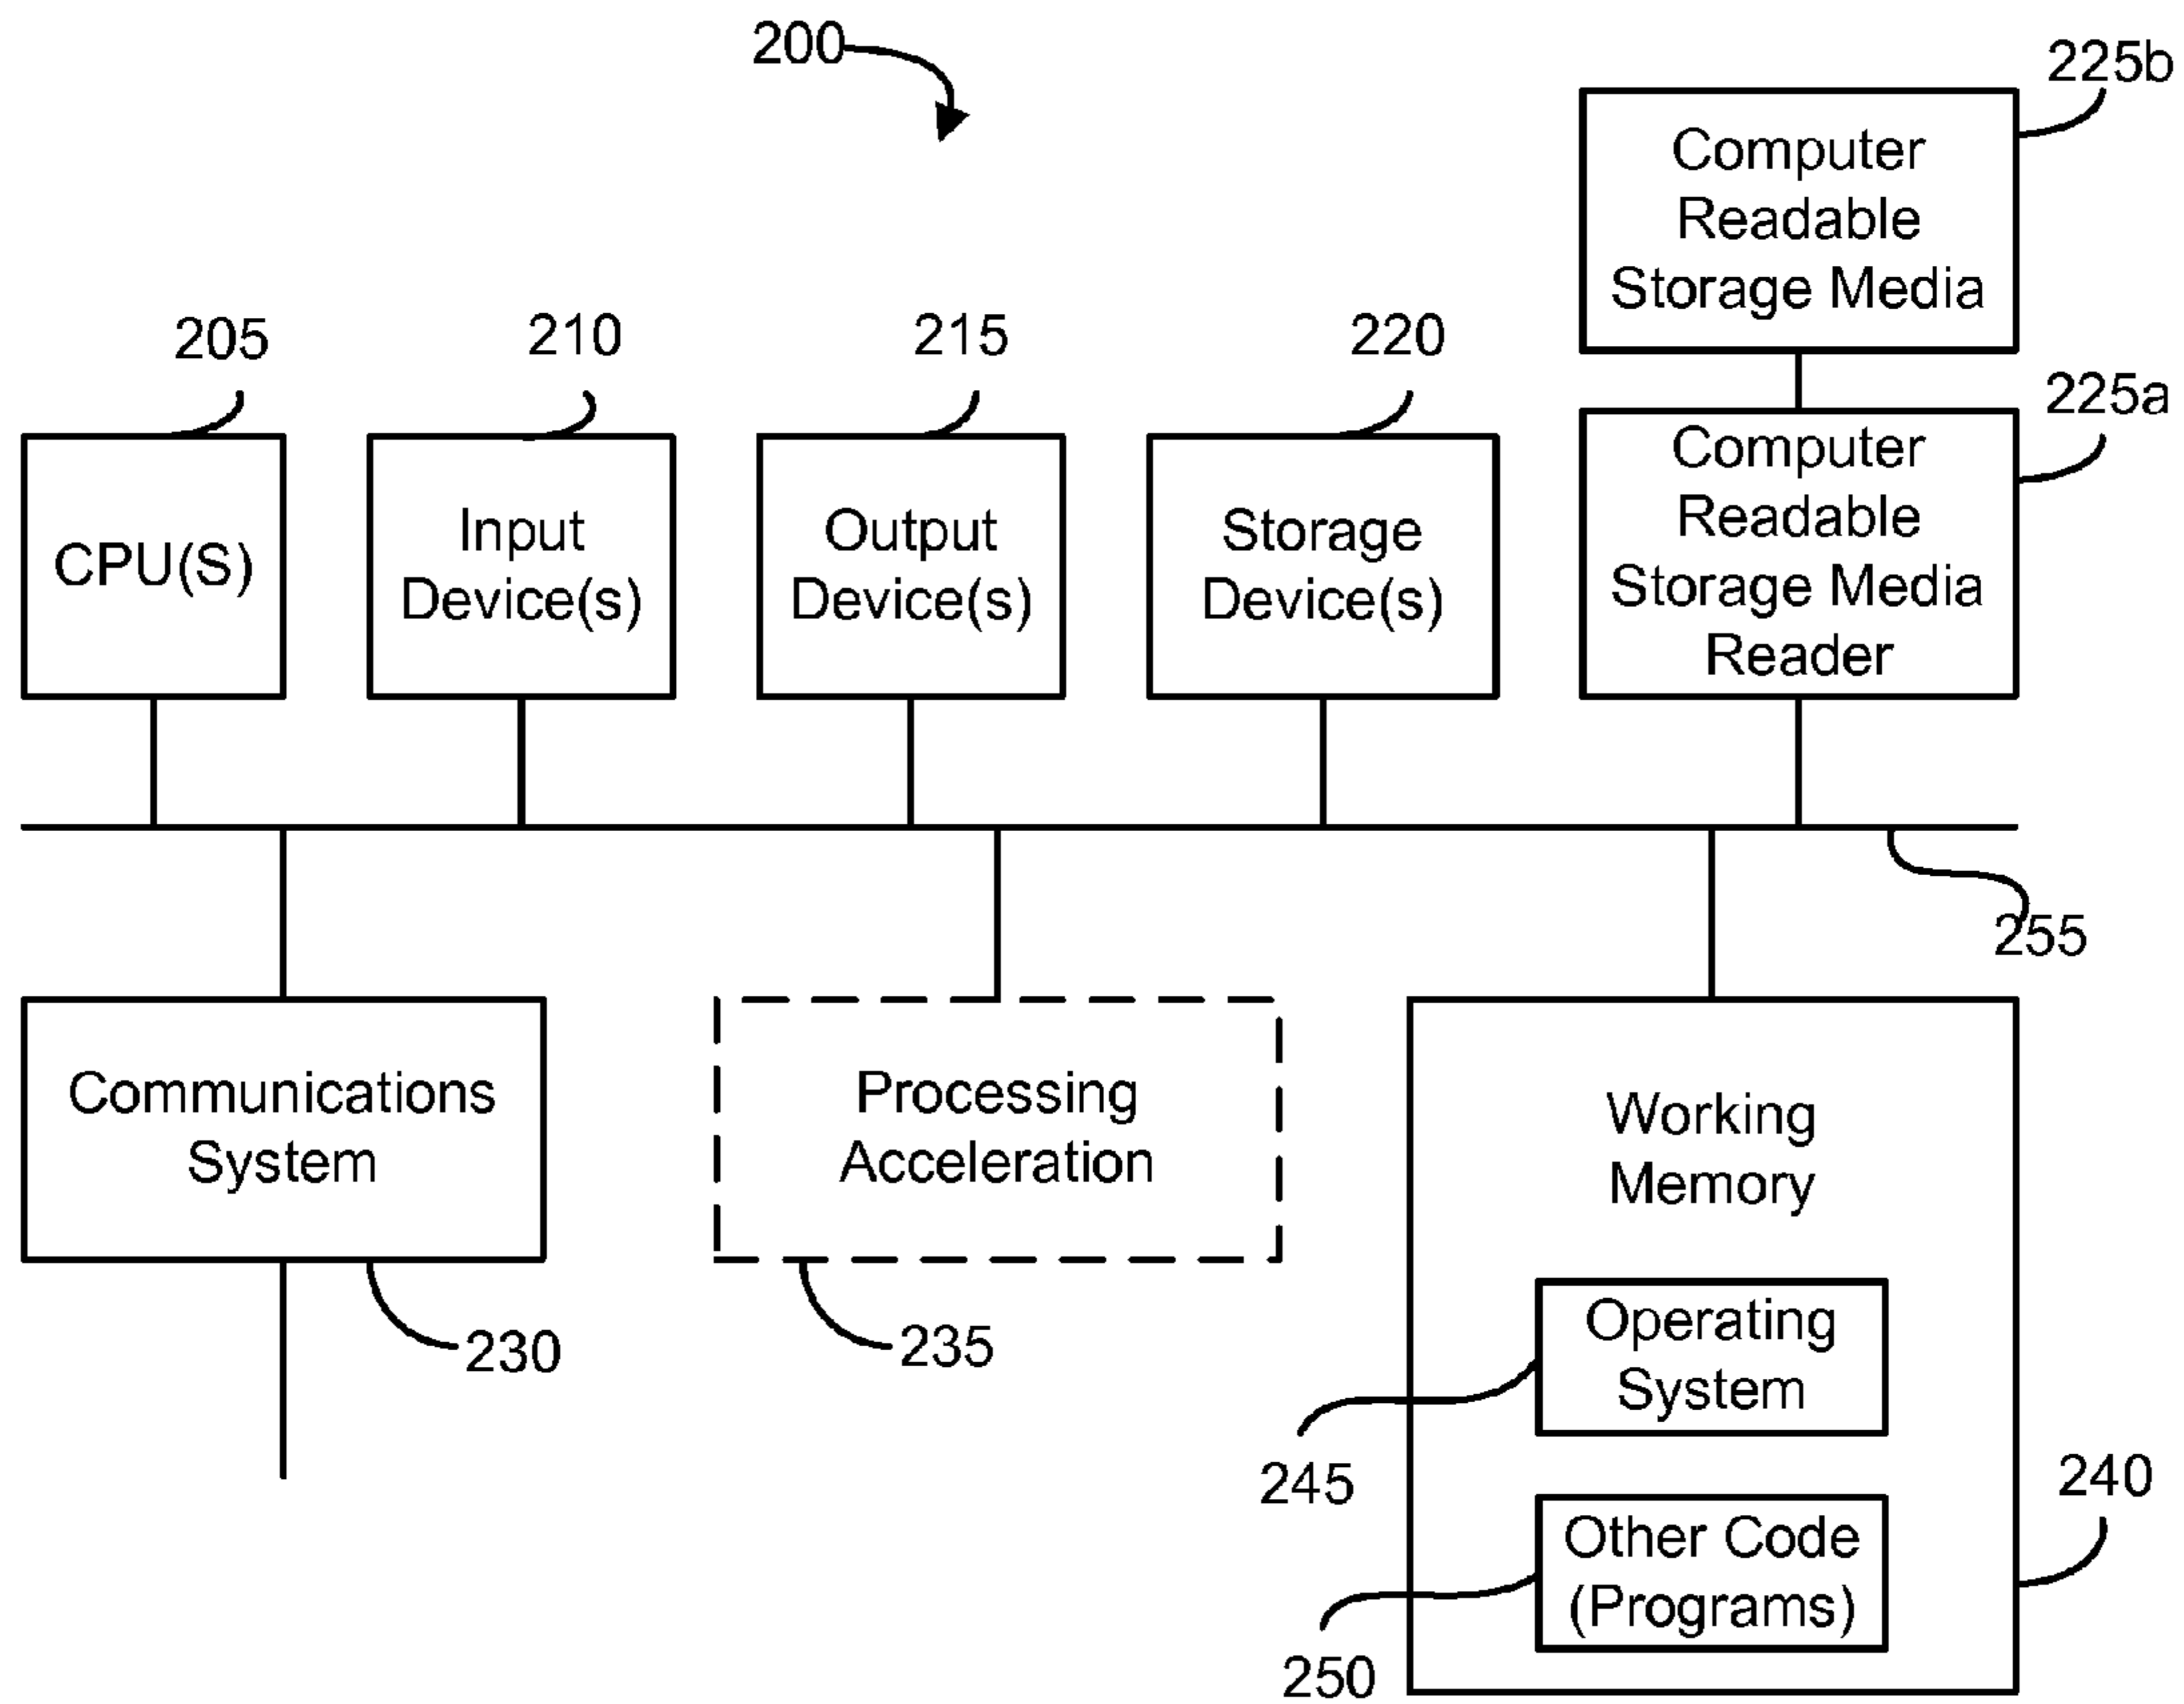 200
225b
Computer
Readable
Storage Media
205
210
215
220
225a
CPU(S)
Input
Device(s)
Output
Device(s)
Storage
Device(s)
Computer
Readable
Storage Media
Reader
255
Communications
System
230
Processing
Acceleration
235
Working
Memory
Operating
System
245
240
Other Code
(Programs)
250